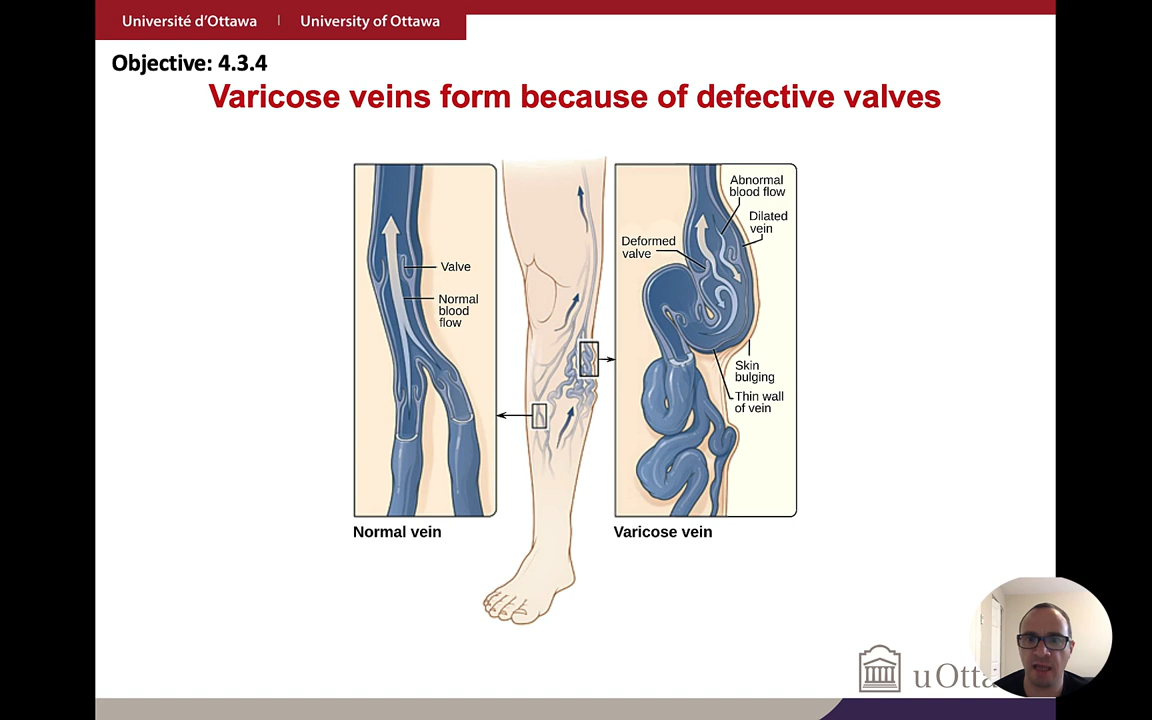 Université d'Ottawa | University of Ottawa
Objective: 4.3.4
Varicose veins form because of defective valves
Valve
Normal
blood
flow
Normal vein
Abnormal
blood flow
Dilated
vein
Deformed
valve
Skin
bulging
Thin wall
of vein
Varicose vein